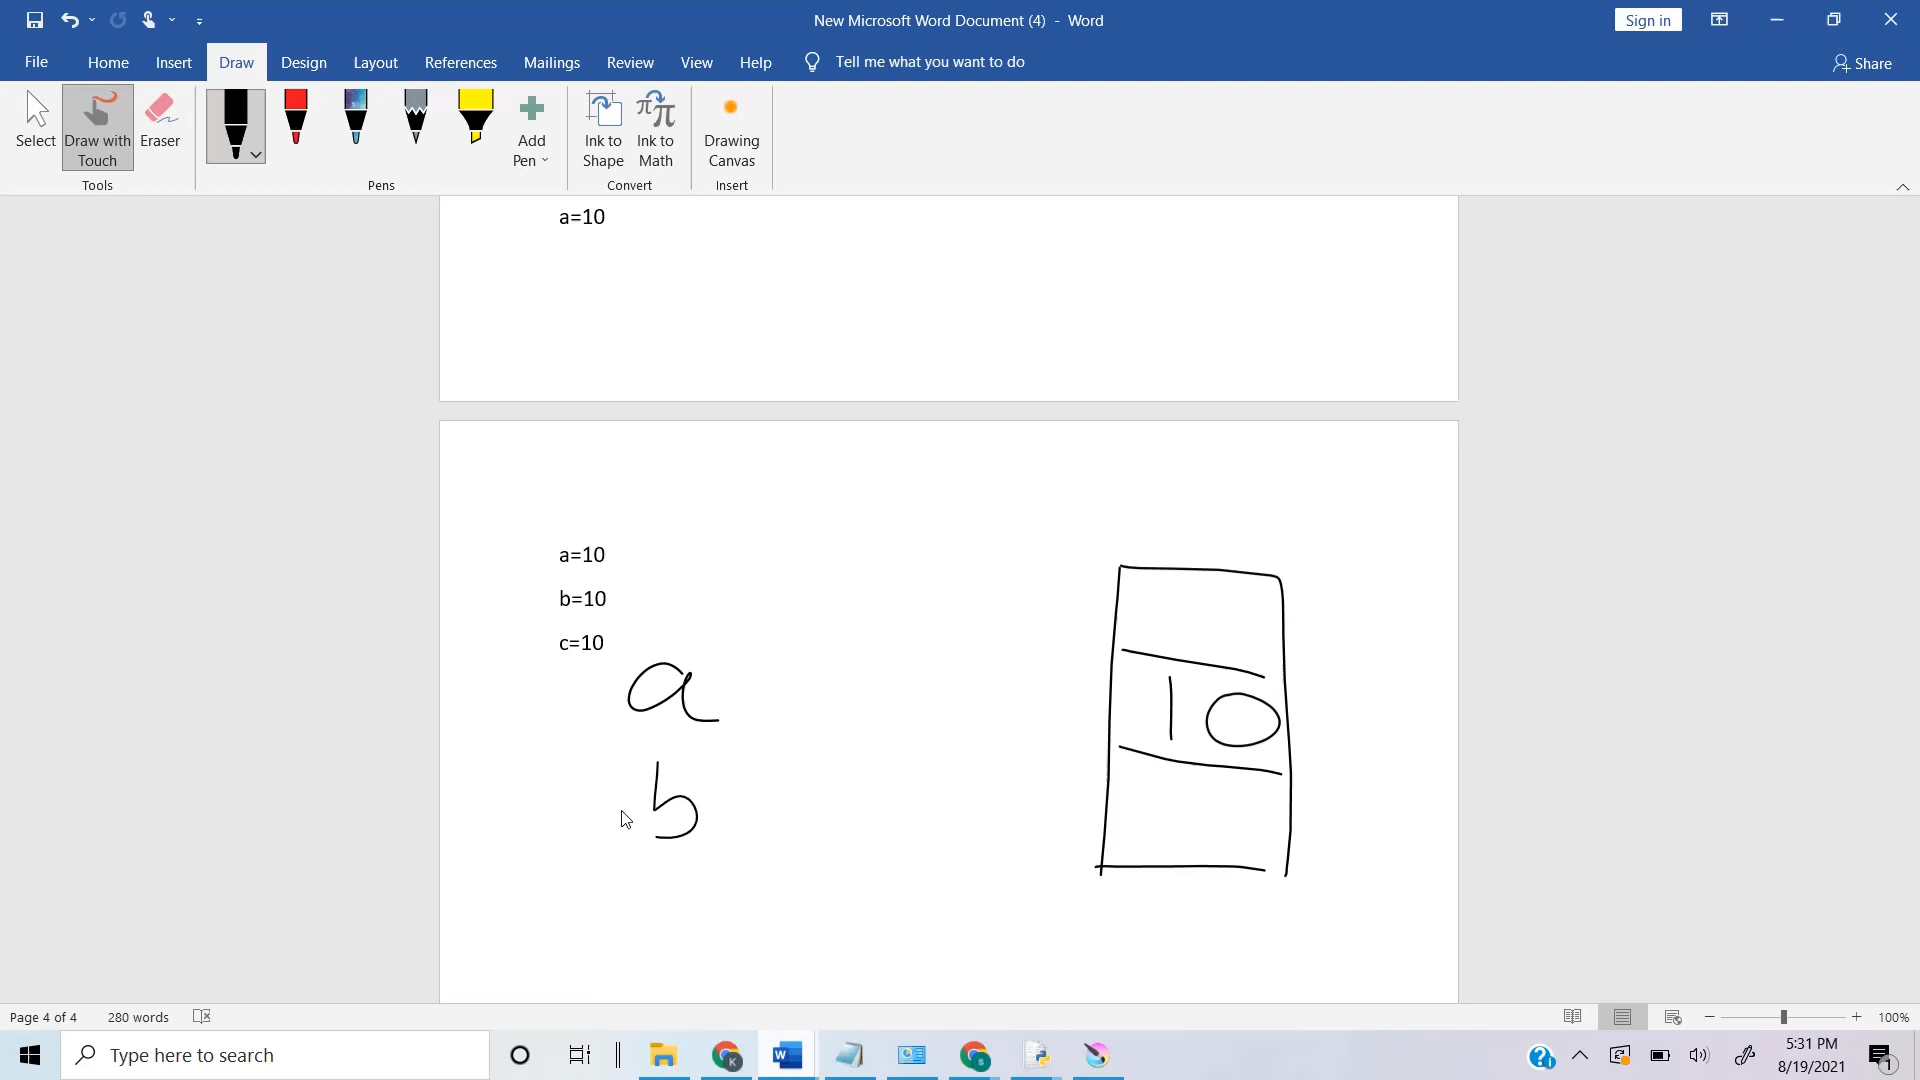 New Microsoft Word Document (4) - Word
Sign in
File Home Insert Draw Design Layout References Mailings Review View Help Tell me what you want to do Share
Select
Draw with Touch
Eraser
Tools
Pens
Add Pen
Ink to Shape
Ink to Math
Convert
Drawing Canvas
Insert
a=10
a=10
b=10
c=10
a
b
10
Page 4 of 4 280 words 100%
Type here to search
5:31 PM
8/19/2021
1